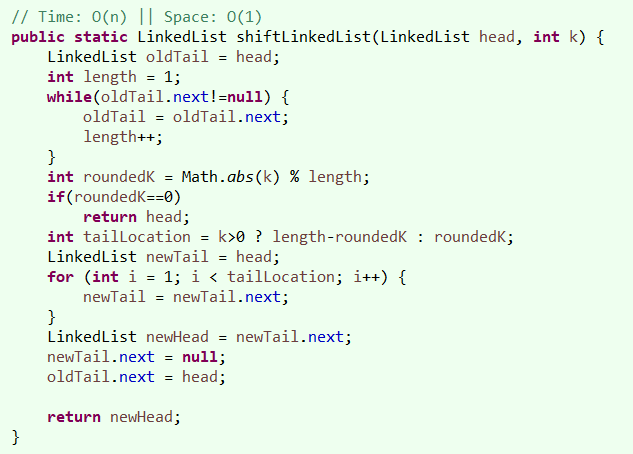 // Time: O(n) || Space: O(1)
public static LinkedList shiftLinkedList(LinkedList head, int k) {
    LinkedList oldTail = head;
    int length = 1;
    while(oldTail.next!=null) {
        oldTail = oldTail.next;
        length++;
    }
    int roundedK = Math.abs(k) % length;
    if(roundedK==0)
        return head;
    int tailLocation = k>0 ? length-roundedK : roundedK;
    LinkedList newTail = head;
    for (int i = 1; i < tailLocation; i++) {
        newTail = newTail.next;
    }
    LinkedList newHead = newTail.next;
    newTail.next = null;
    oldTail.next = head;

    return newHead;
}